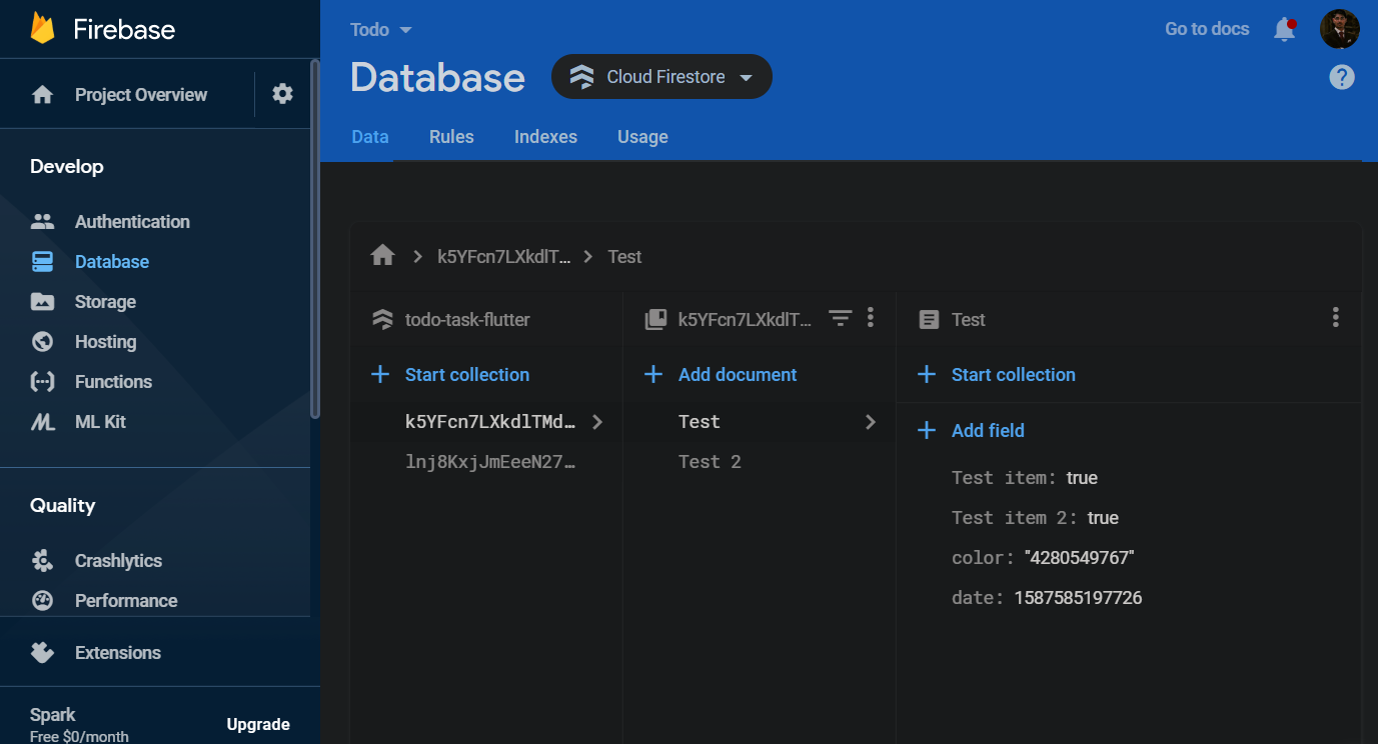 Firebase
Project Overview
Develop
Authentication
Database
Storage
Hosting
Functions
ML Kit
Quality
Crashlytics
Performance
Extensions
Spark
Free $0/month
Upgrade
Todo
Go to docs
Database
Cloud Firestore
Data Rules Indexes Usage
k5YFcn7LXkdlT... Test
todo-task-flutter
Start collection
k5YFcn7LXkdlTMd...
lnj8KxjJmEeeN27...
k5YFcn7LXkdlT...
Add document
Test
Test 2
Test
Start collection
Add field
Test item: true
Test item 2: true
color: "4280549767"
date: 1587585197726